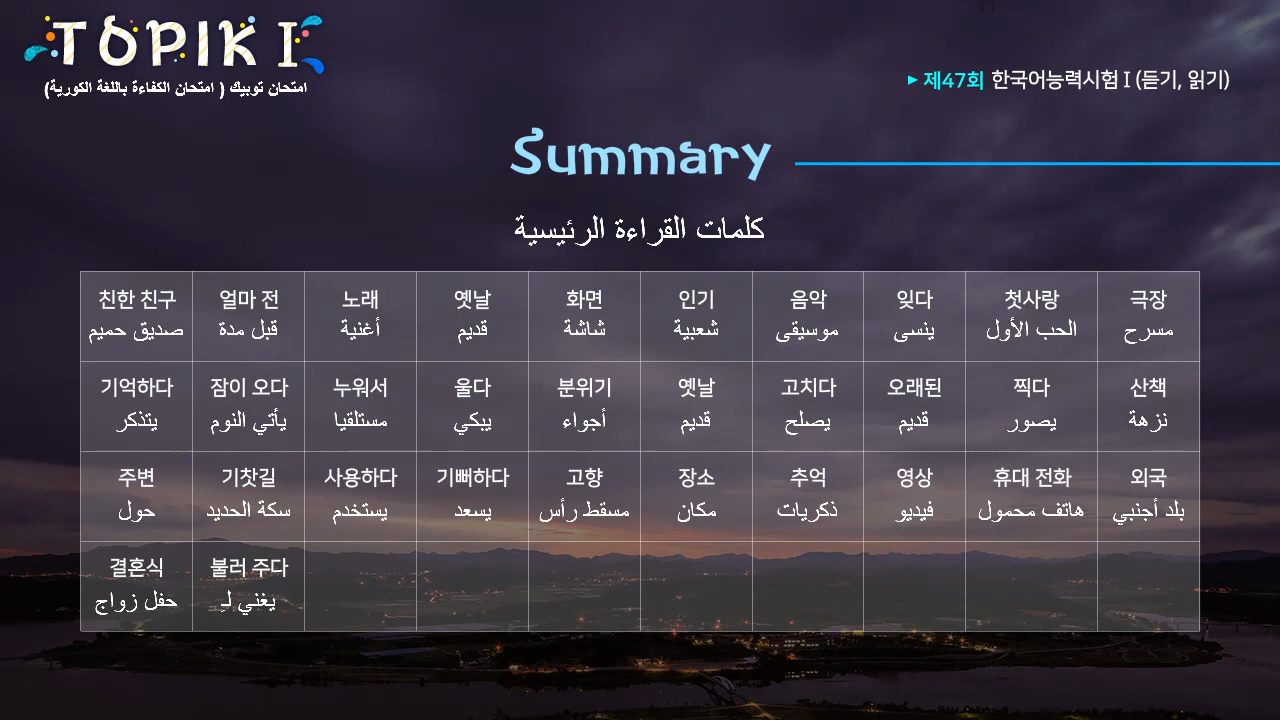 TOPIK I
امتحان توبيك ( امتحان الكفاءة باللغة الكورية)
▶ 제47회 한국어능력시험 I (듣기, 읽기)
Summary
كلمات القراءة الرئيسية
친한 친구 얼마 전 노래 옛날 화면 인기 음악 잊다 첫사랑 극장
صديق حميم قبل مدة أغنية قديم شاشة شعبية موسيقى ينسى الحب الأول مسرح
기억하다 잠이 오다 누워서 울다 분위기 옛날 고치다 오래된 찍다 산책
يتذكر يأتي النوم مستلقيا يبكي أجواء قديم يصلح قديم يصور نزهة
주변 기찻길 사용하다 기뻐하다 고향 장소 추억 영상 휴대 전화 외국
حول سكة الحديد يستخدم يسعد مسقط رأس مكان ذكريات فيديو هاتف محمول بلد أجنبي
결혼식 불러 주다
حفل زواج يغني لـِ